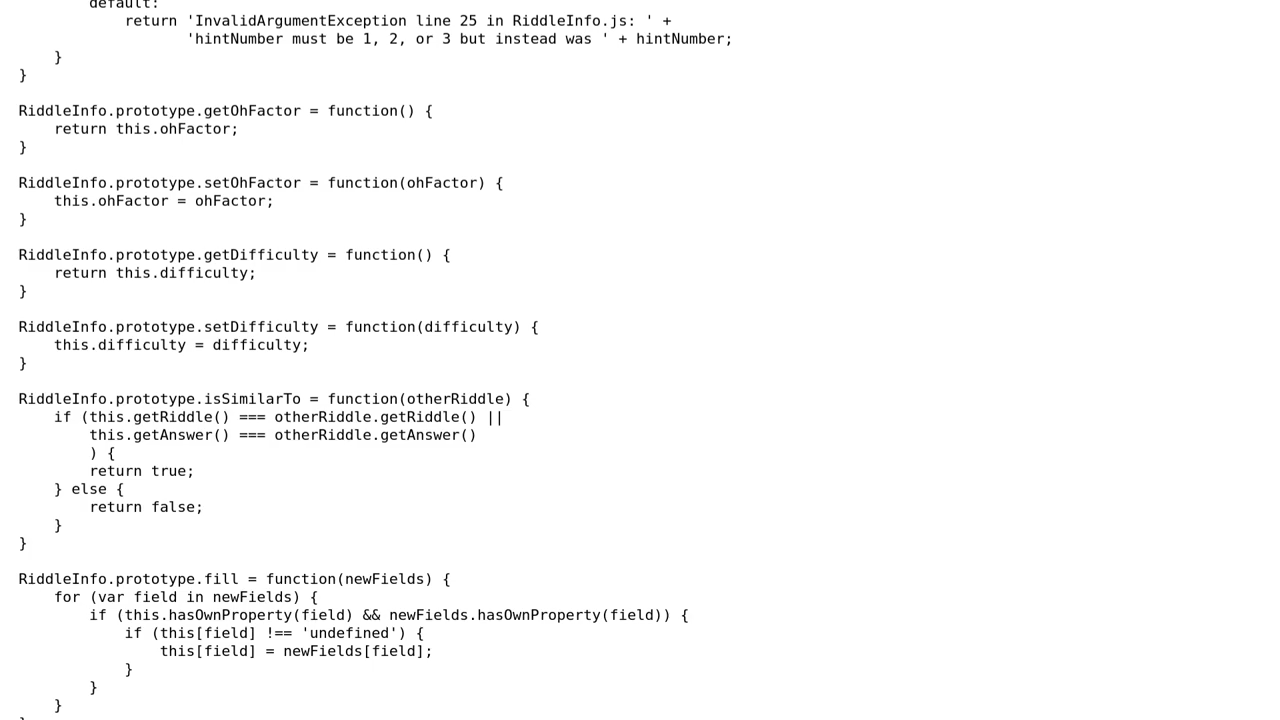 default:
return 'InvalidArgumentException line 25 in RiddleInfo.js: ' +
'hintNumber must be 1, 2, or 3 but instead was ' + hintNumber;
}
}
RiddleInfo.prototype.getOhFactor = function() {
return this.ohFactor;
}
RiddleInfo.prototype.setOhFactor = function(ohFactor) {
this.ohFactor = ohFactor;
}
RiddleInfo.prototype.getDifficulty = function() {
return this.difficulty;
}
RiddleInfo.prototype.setDifficulty = function(difficulty) {
this.difficulty = difficulty;
}
RiddleInfo.prototype.isSimilarTo = function(otherRiddle) {
if (this.getRiddle() === otherRiddle.getRiddle() ||
this.getAnswer() === otherRiddle.getAnswer()
) {
return true;
} else {
return false;
}
}
RiddleInfo.prototype.fill = function(newFields) {
for (var field in newFields) {
if (this.hasOwnProperty(field) && newFields.hasOwnProperty(field)) {
if (this[field] !== 'undefined') {
this[field] = newFields[field];
}
}
}
}